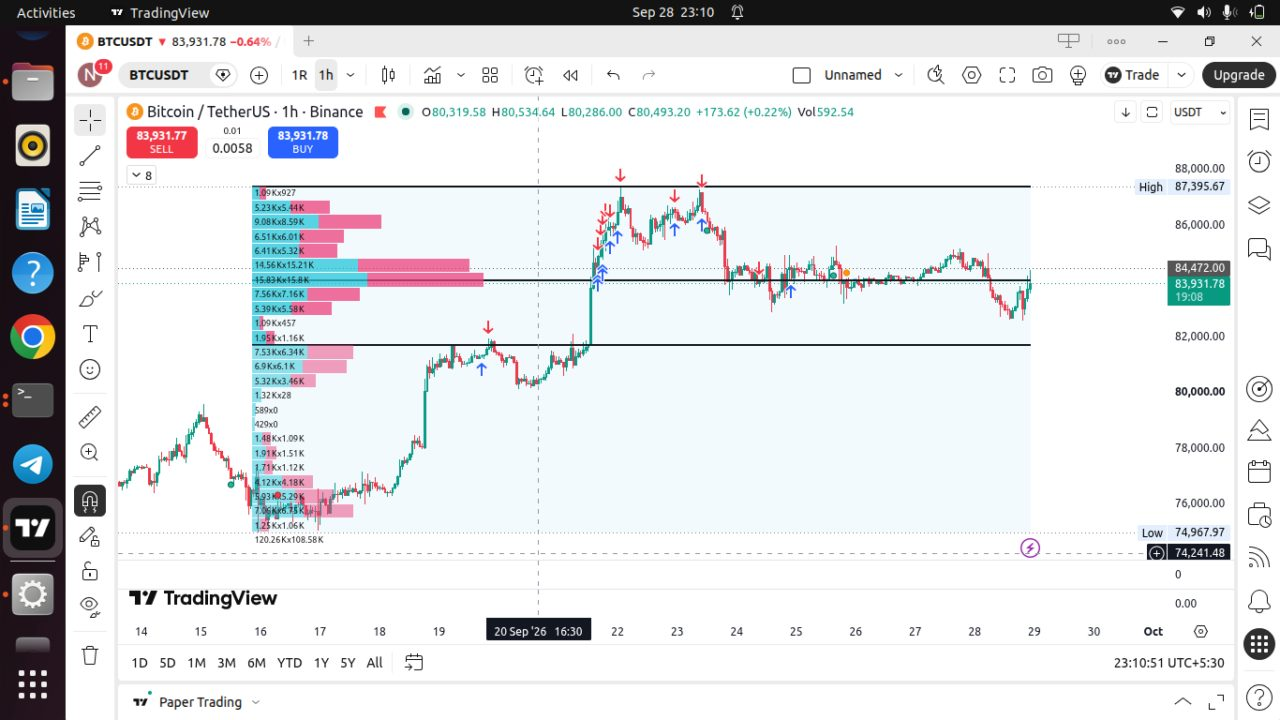 Activities
TradingView
Sep 28 23:10
BTCUSDT 83,931.78 −0.64% /
N 11 BTCUSDT 1R 1h Unnamed Trade Upgrade
Bitcoin / TetherUS · 1h · Binance O80,319.58 H80,534.64 L80,286.00 C80,493.20 +173.62 (+0.22%) Vol592.54 USDT
83,931.77 SELL
0.01
0.0058
83,931.78 BUY
8
88,000.00
High 87,395.67
86,000.00
84,472.00
83,931.78
19:08
82,000.00
80,000.00
78,000.00
76,000.00
Low 74,967.97
74,241.48
0
0.00
1.09Kx927
5.23Kx5.44K
9.08Kx8.59K
6.51Kx6.01K
6.41Kx5.32K
14.56Kx15.21K
15.83Kx15.8K
7.56Kx7.16K
5.39Kx5.58K
1.09Kx457
1.95Kx1.16K
7.53Kx6.34K
6.9Kx6.1K
5.32Kx3.46K
1.32Kx28
589x0
429x0
1.48Kx1.09K
1.91Kx1.51K
1.71Kx1.12K
4.12Kx4.18K
5.93Kx5.29K
7.06Kx6.75K
1.25Kx1.06K
120.26Kx108.58K
TradingView
14 15 16 17 18 19 20 Sep '26 16:30 22 23 24 25 26 27 28 29 30 Oct
1D 5D 1M 3M 6M YTD 1Y 5Y All
23:10:51 UTC+5:30
Paper Trading